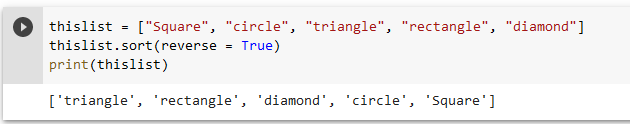 thislist = ["Square", "circle", "triangle", "rectangle", "diamond"]
thislist.sort(reverse = True)
print(thislist)
['triangle', 'rectangle', 'diamond', 'circle', 'Square']